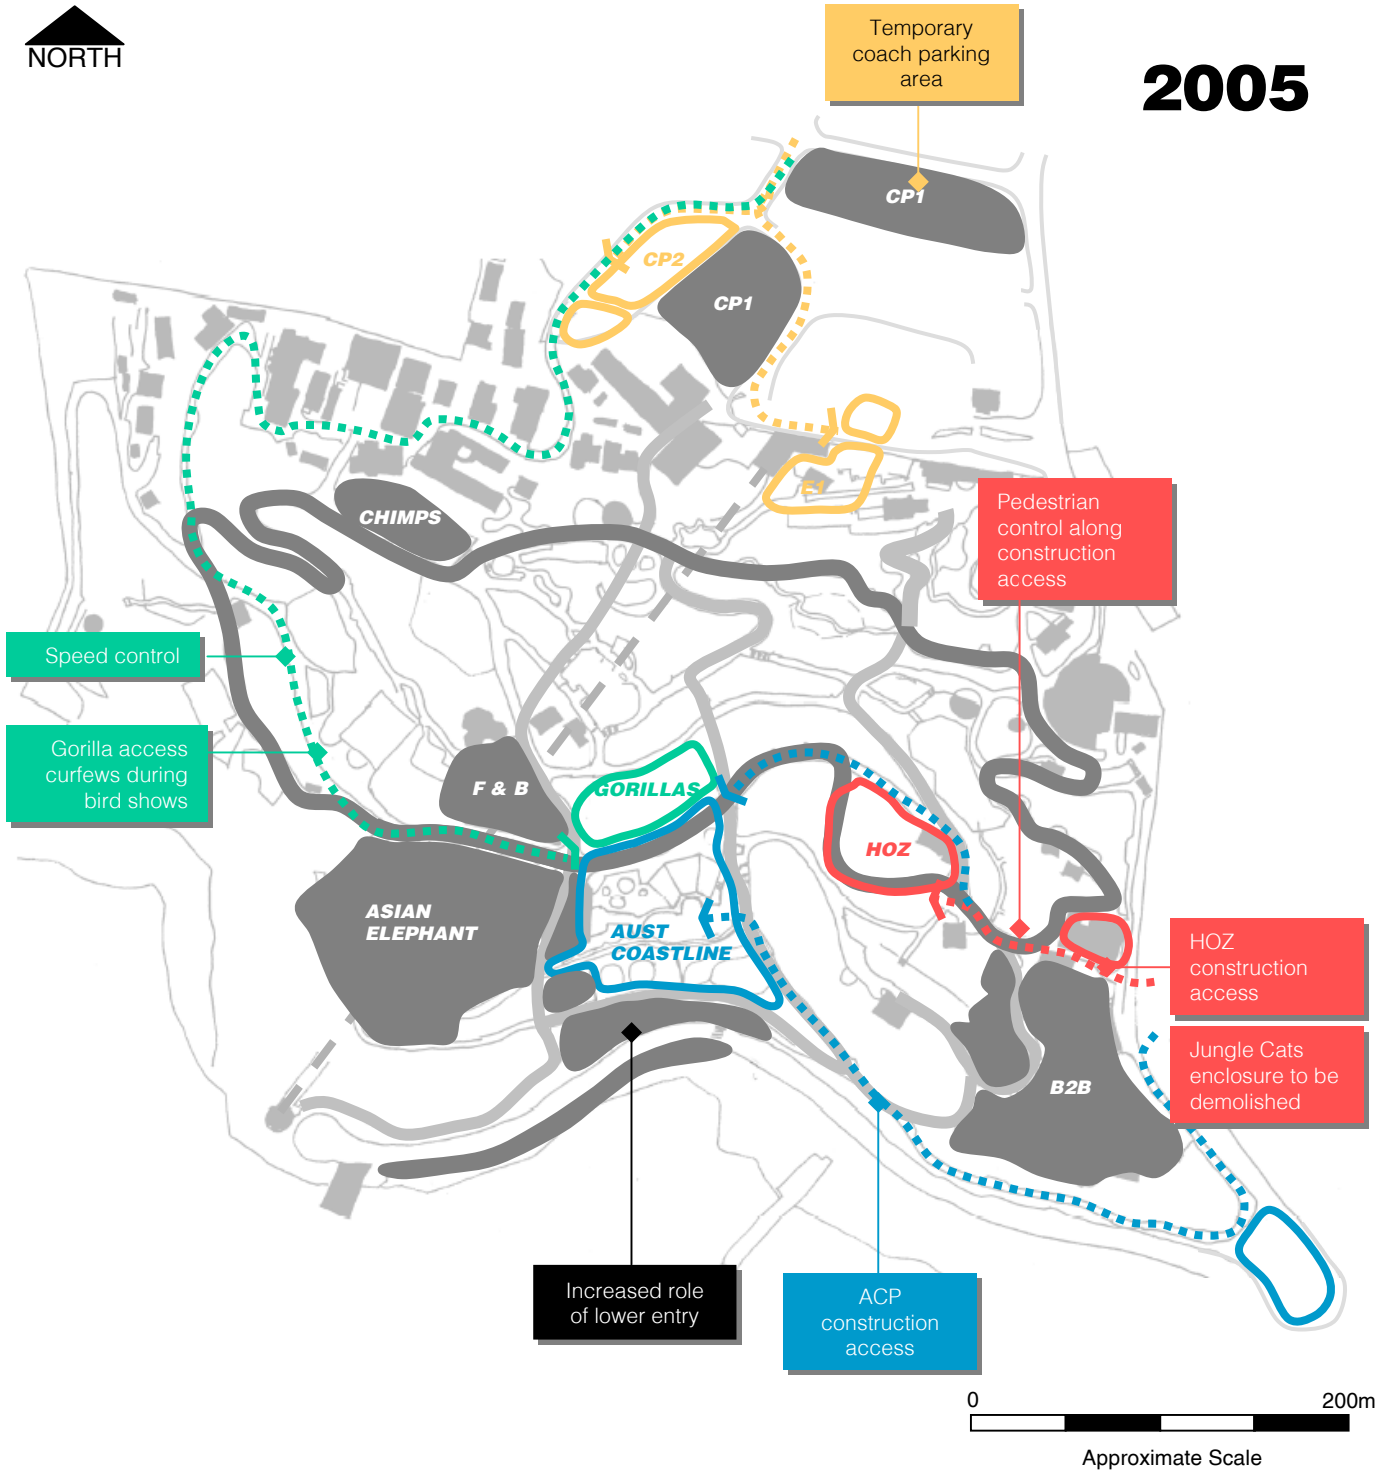 NORTH
Temporary
coach parking
area
2005
CP1
CP2
CP1
E1
CHIMPS
Pedestrian
control along
construction
access
Speed control
Gorilla access
curfews during
bird shows
F & B
GORILLAS
HOZ
ASIAN
ELEPHANT
AUST
COASTLINE
HOZ
construction
access
Jungle Cats
enclosure to be
demolished
B2B
Increased role
of lower entry
ACP
construction
access
0
200m
Approximate Scale